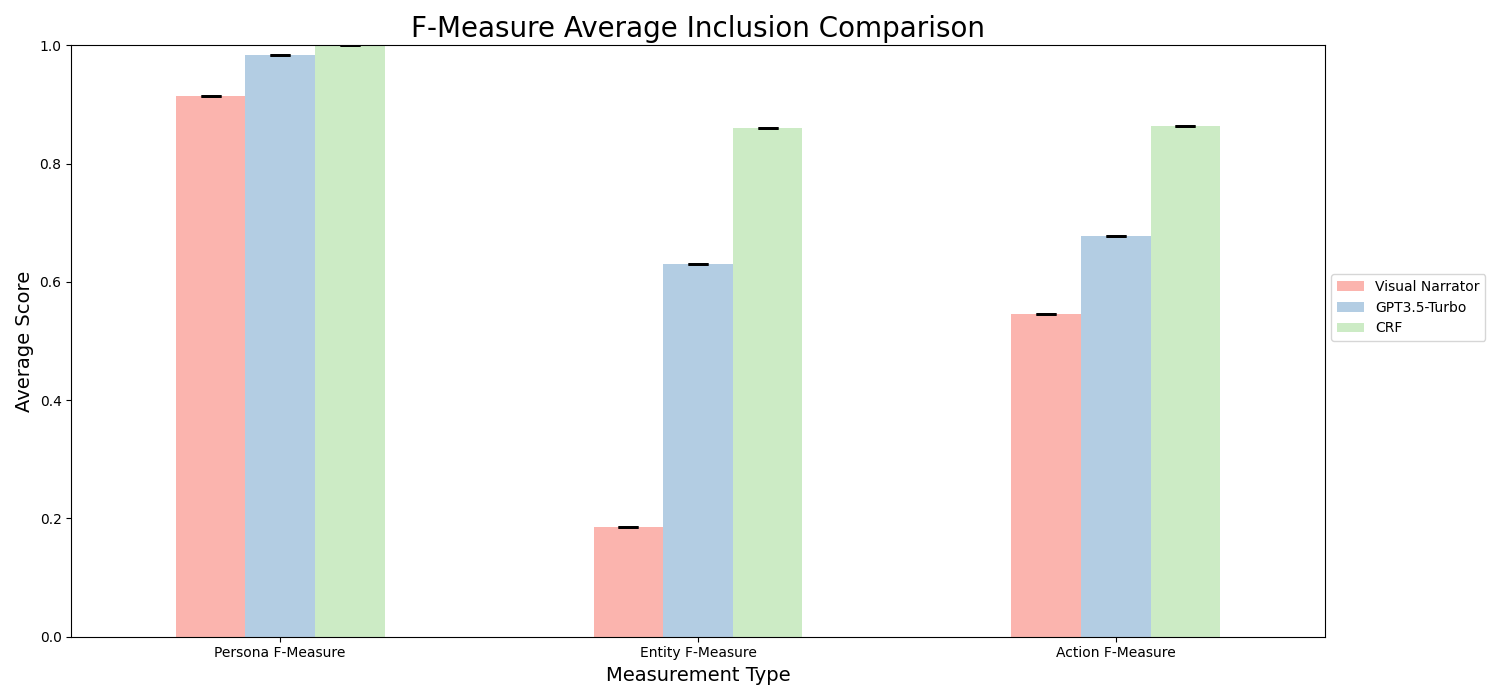 F-Measure Average Inclusion Comparison
Average Score
1.0
0.8
0.6
0.4
0.2
0.0
Persona F-Measure
Entity F-Measure
Action F-Measure
Measurement Type
Visual Narrator
GPT3.5-Turbo
CRF